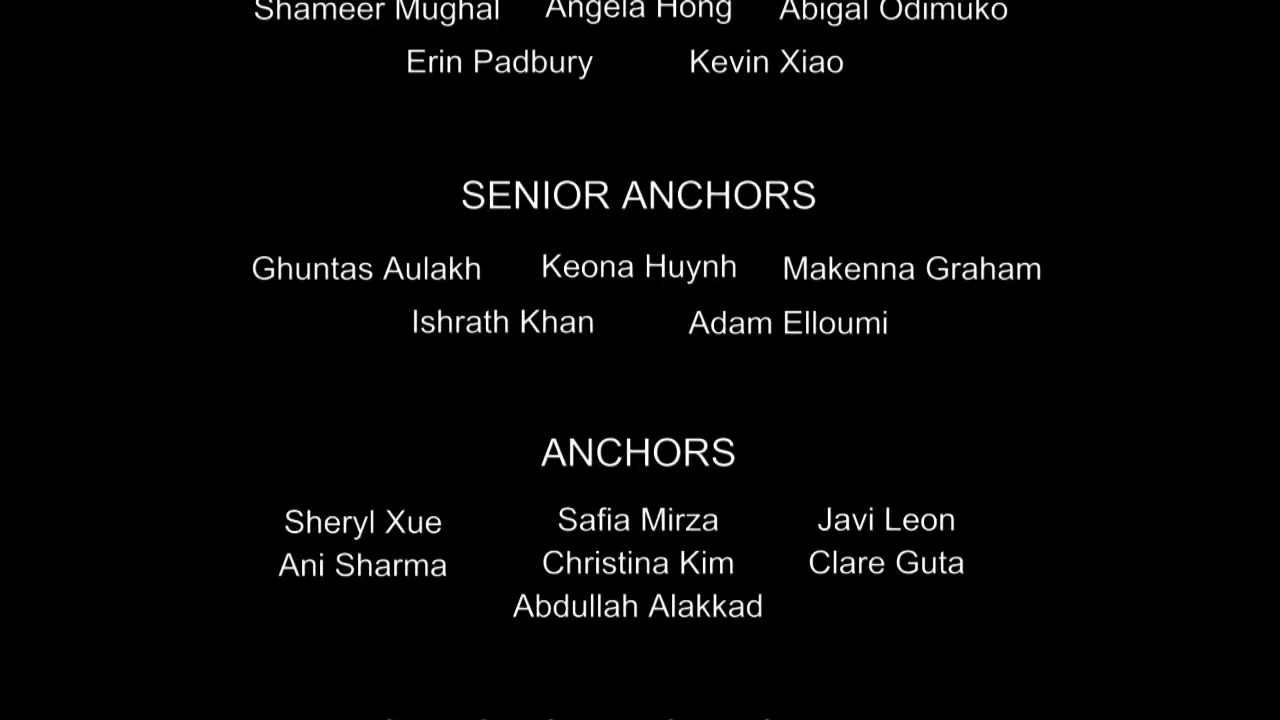 Shameer Mughal Angela Hong Abigal Odimuko
Erin Padbury Kevin Xiao
SENIOR ANCHORS
Ghuntas Aulakh Keona Huynh Makenna Graham
Ishrath Khan Adam Elloumi
ANCHORS
Sheryl Xue Safia Mirza Javi Leon
Ani Sharma Christina Kim Clare Guta
Abdullah Alakkad